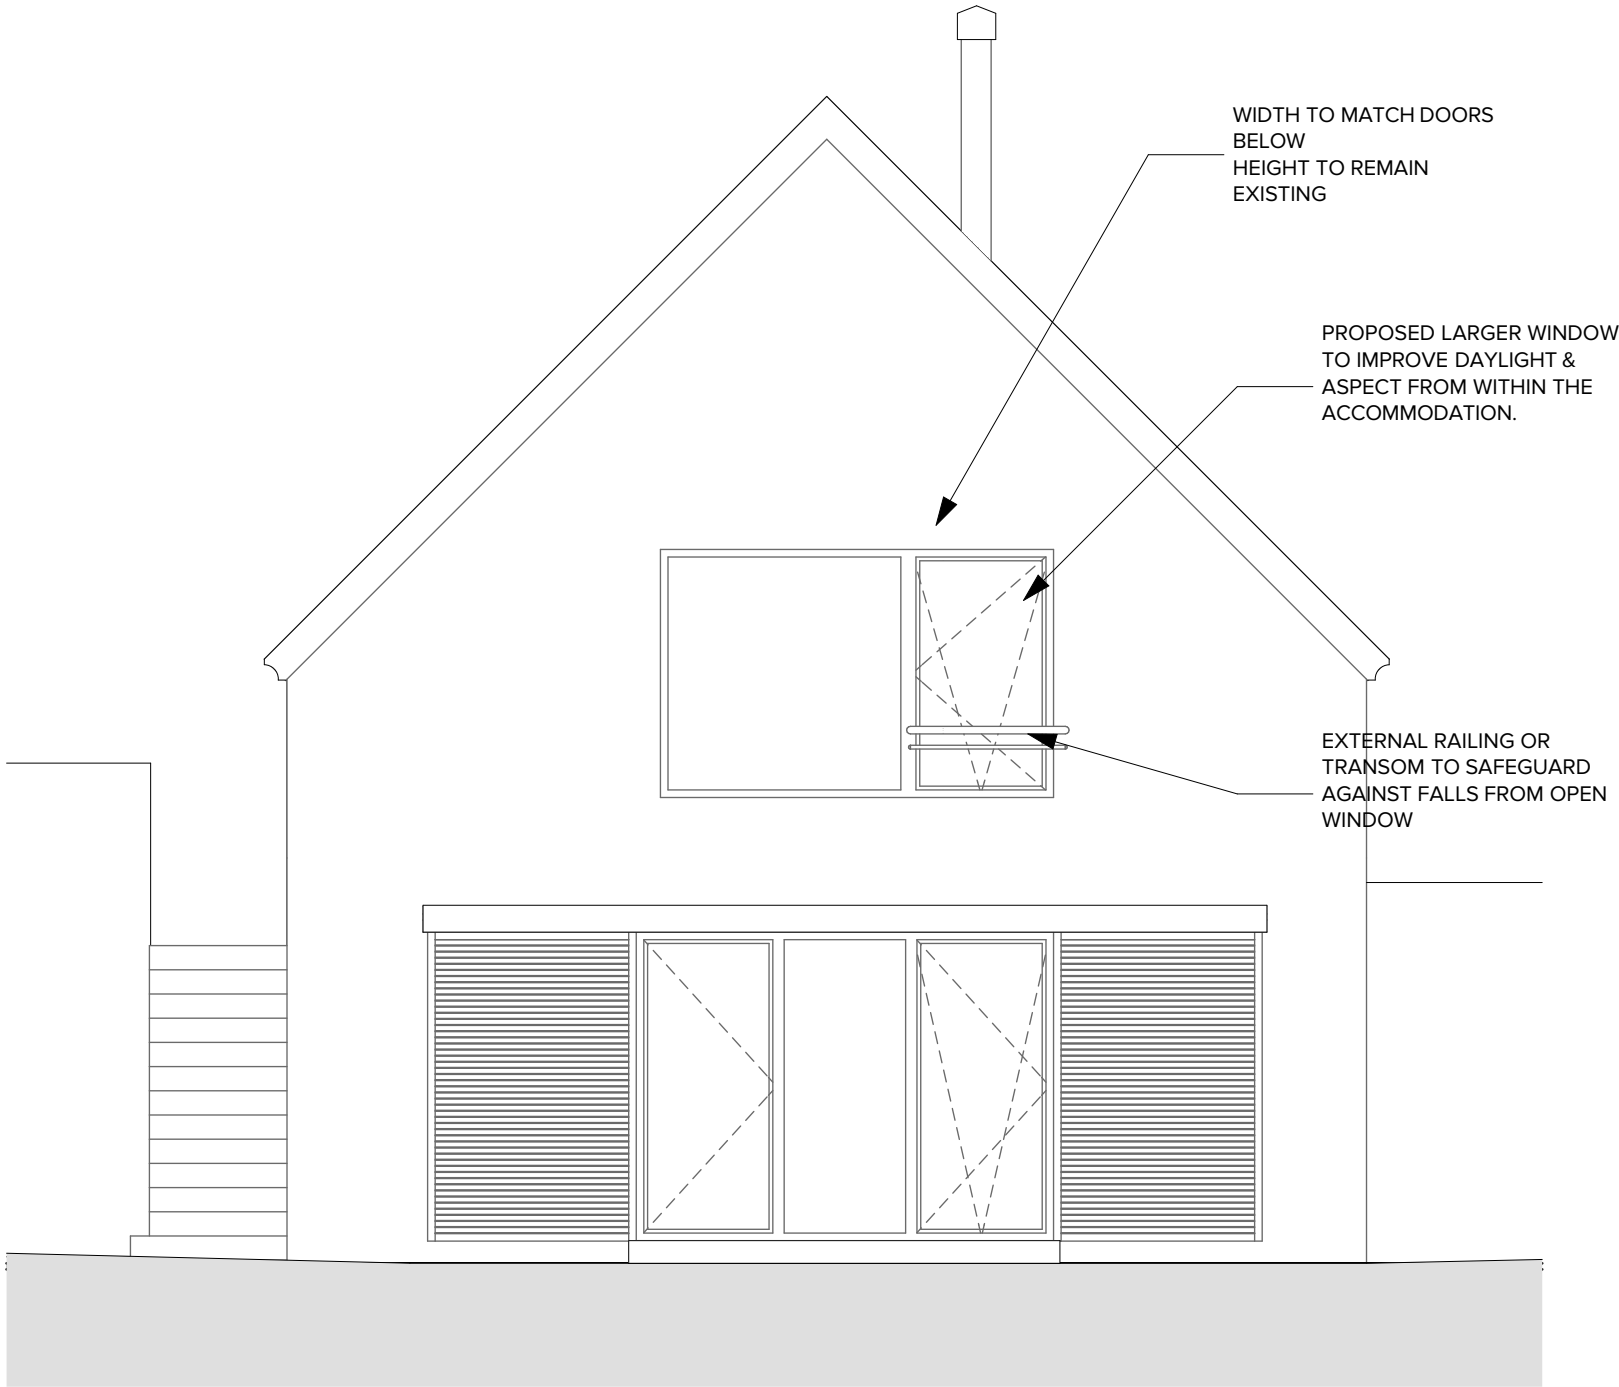 WIDTH TO MATCH DOORS
BELOW
HEIGHT TO REMAIN
EXISTING
PROPOSED LARGER WINDOW
TO IMPROVE DAYLIGHT &
ASPECT FROM WITHIN THE
ACCOMMODATION.
EXTERNAL RAILING OR
TRANSOM TO SAFEGUARD
AGAINST FALLS FROM OPEN
WINDOW